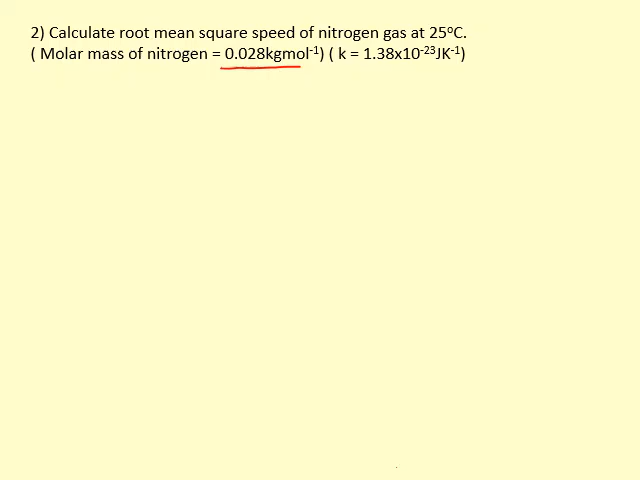 2) Calculate root mean square speed of nitrogen gas at 25°C.
( Molar mass of nitrogen = 0.028kgmol⁻¹) ( k = 1.38x10⁻²³JK⁻¹)